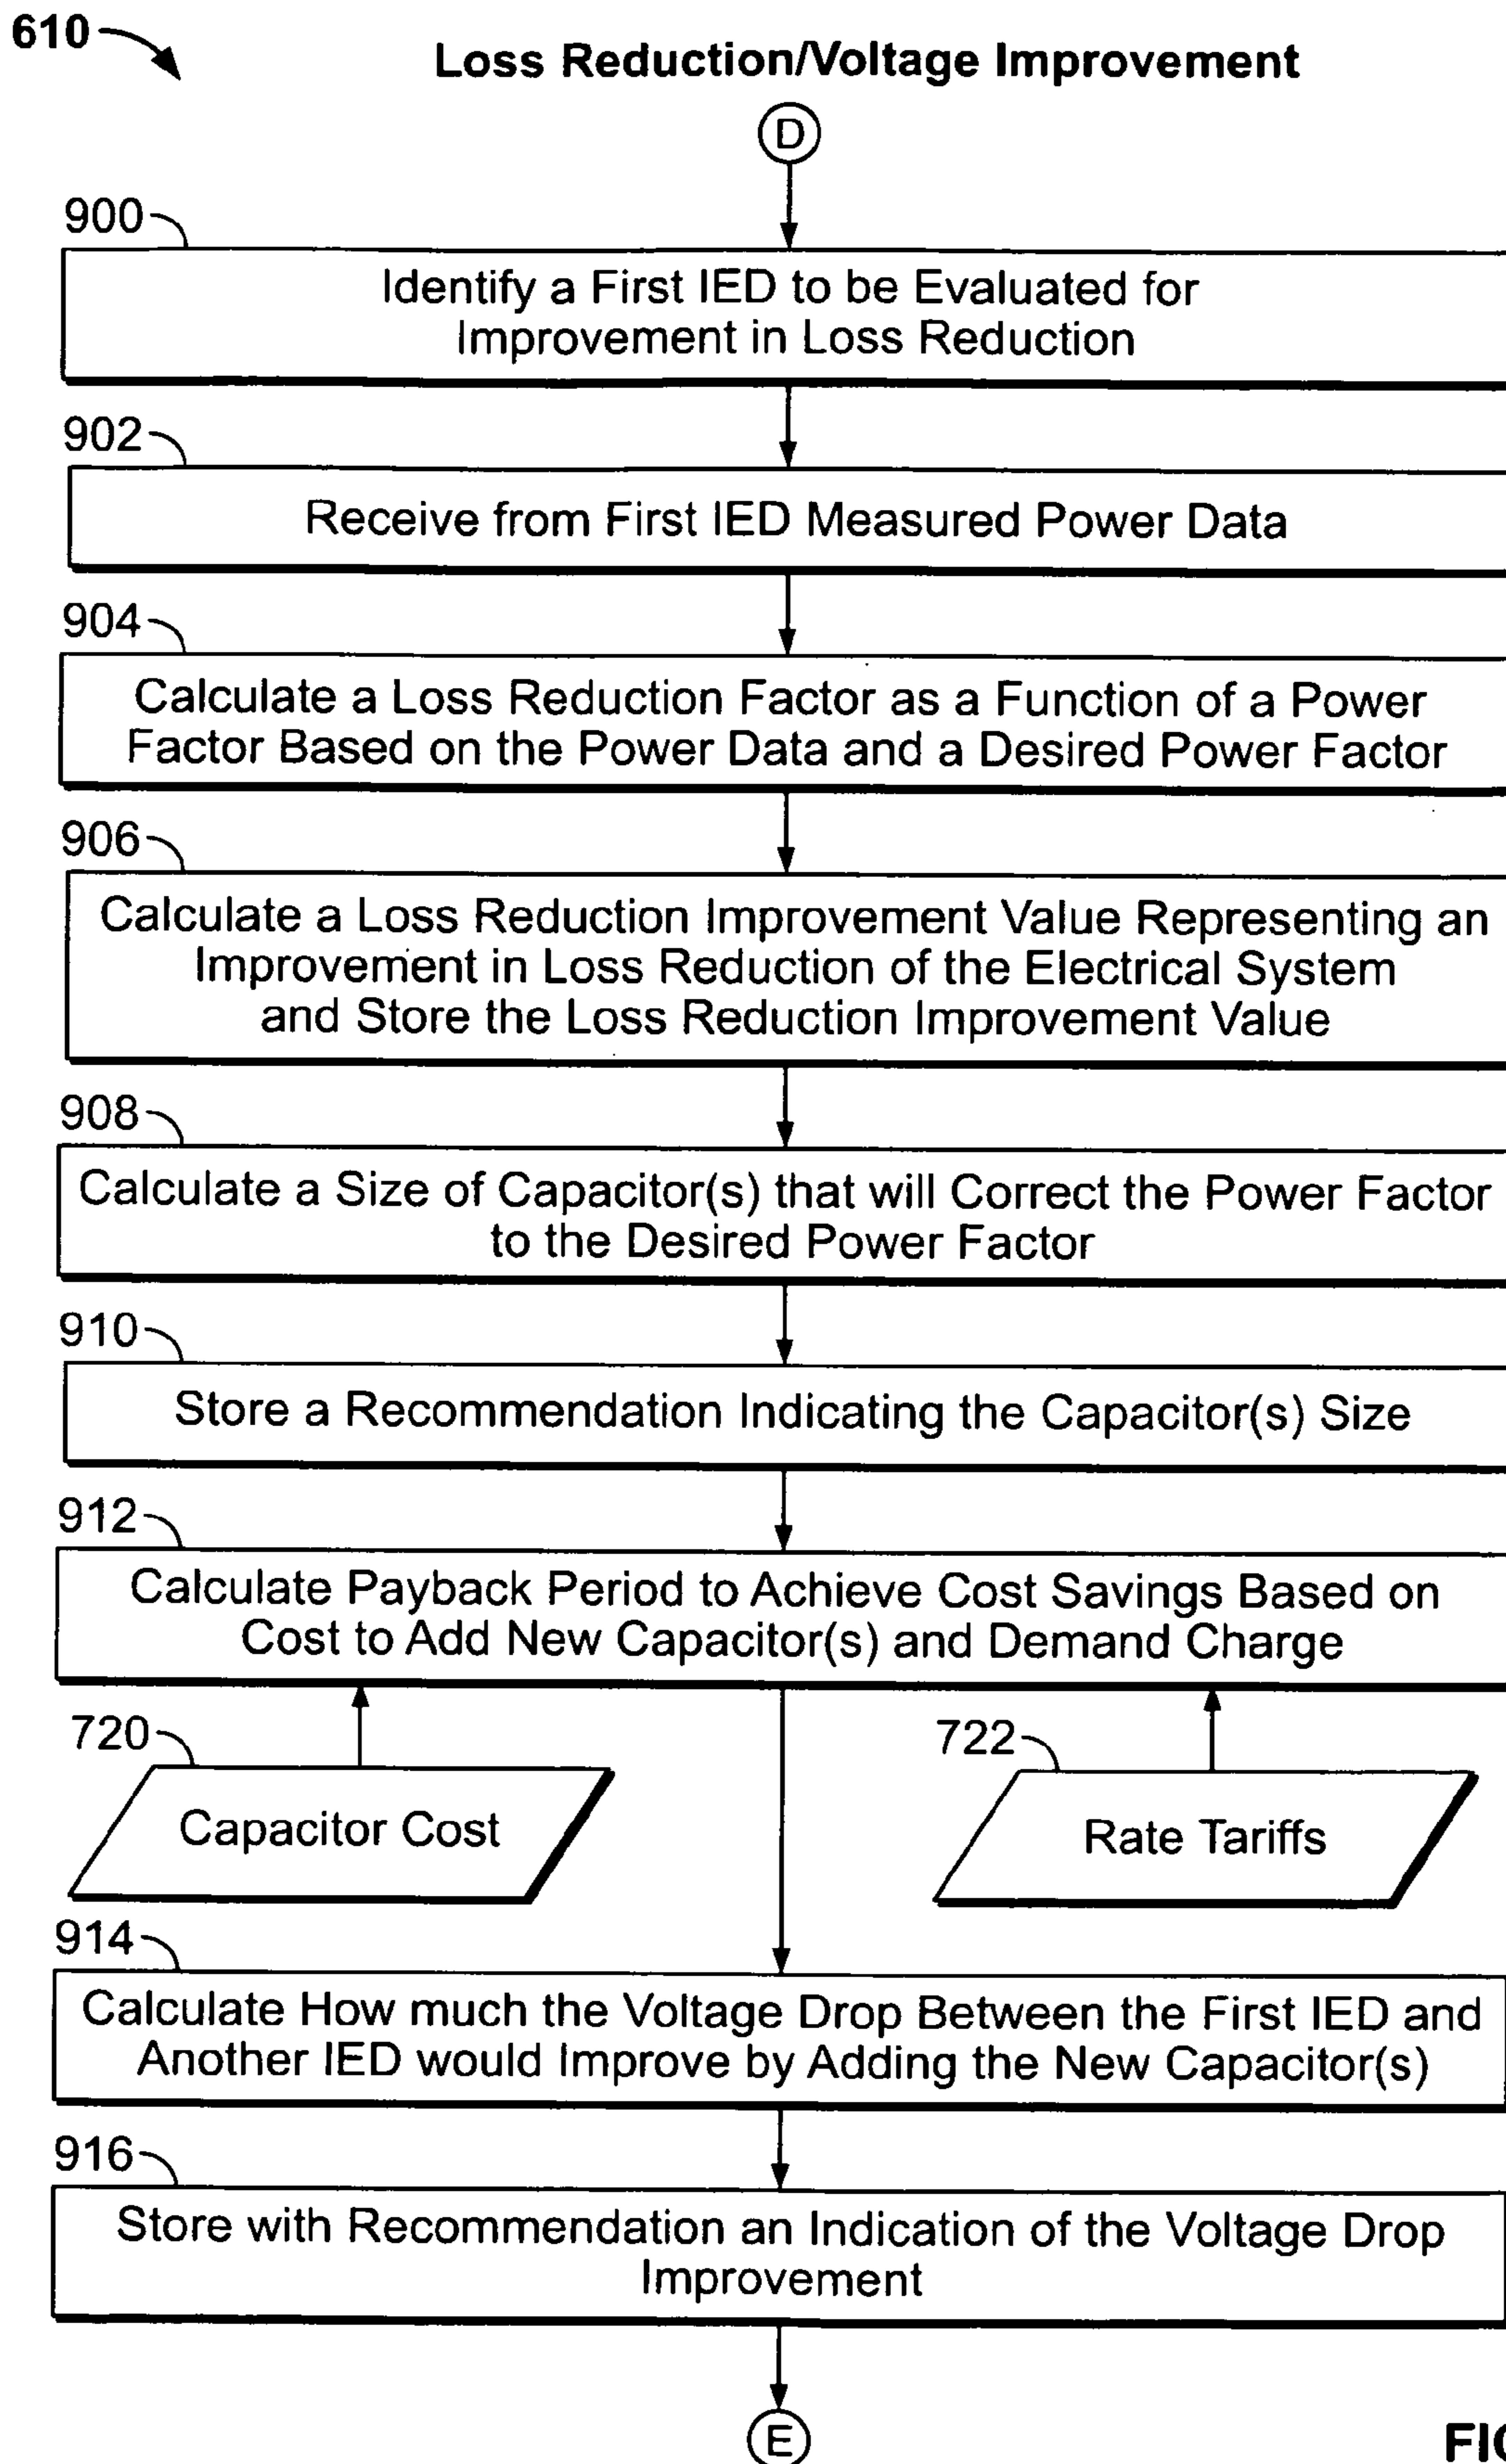 610
Loss Reduction/Voltage Improvement
D
900
Identify a First IED to be Evaluated for
Improvement in Loss Reduction
902
Receive from First IED Measured Power Data
904
Calculate a Loss Reduction Factor as a Function of a Power
Factor Based on the Power Data and a Desired Power Factor
906
Calculate a Loss Reduction Improvement Value Representing an
Improvement in Loss Reduction of the Electrical System
and Store the Loss Reduction Improvement Value
908
Calculate a Size of Capacitor(s) that will Correct the Power Factor
to the Desired Power Factor
910
Store a Recommendation Indicating the Capacitor(s) Size
912
Calculate Payback Period to Achieve Cost Savings Based on
Cost to Add New Capacitor(s) and Demand Charge
720
Capacitor Cost
722
Rate Tariffs
914
Calculate How much the Voltage Drop Between the First IED and
Another IED would Improve by Adding the New Capacitor(s)
916
Store with Recommendation an Indication of the Voltage Drop
Improvement
E